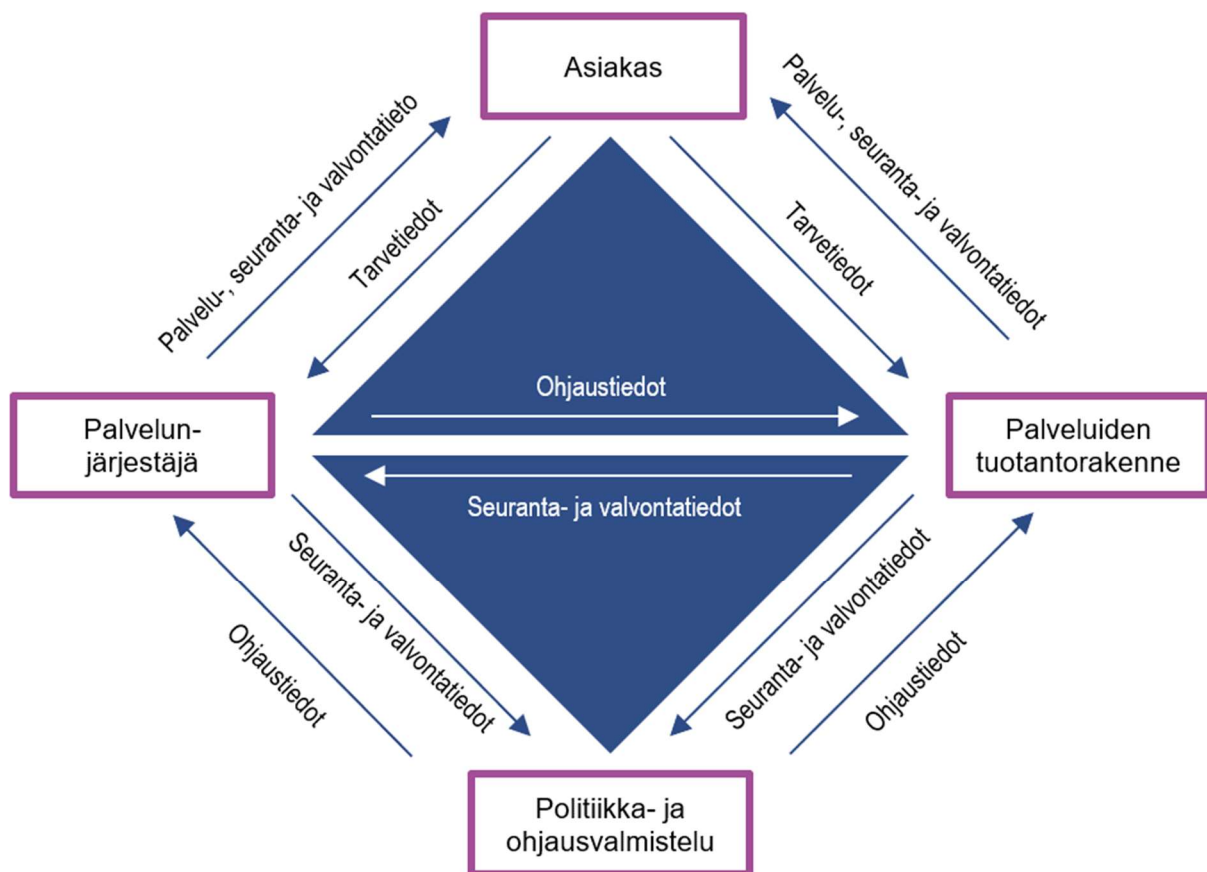 Asiakas
Palvelu-, seuranta- ja valvontatieto
Tarvetiedot
Tarvetiedot
Palvelu-, seuranta- ja valvontatiedot
Ohjaustiedot
Palvelun-
järjestäjä
Palveluiden
tuotantorakenne
Seuranta- ja valvontatiedot
Ohjaustiedot
Seuranta- ja valvontatiedot
Seuranta- ja valvontatiedot
Ohjaustiedot
Politiikka- ja
ohjausvalmistelu